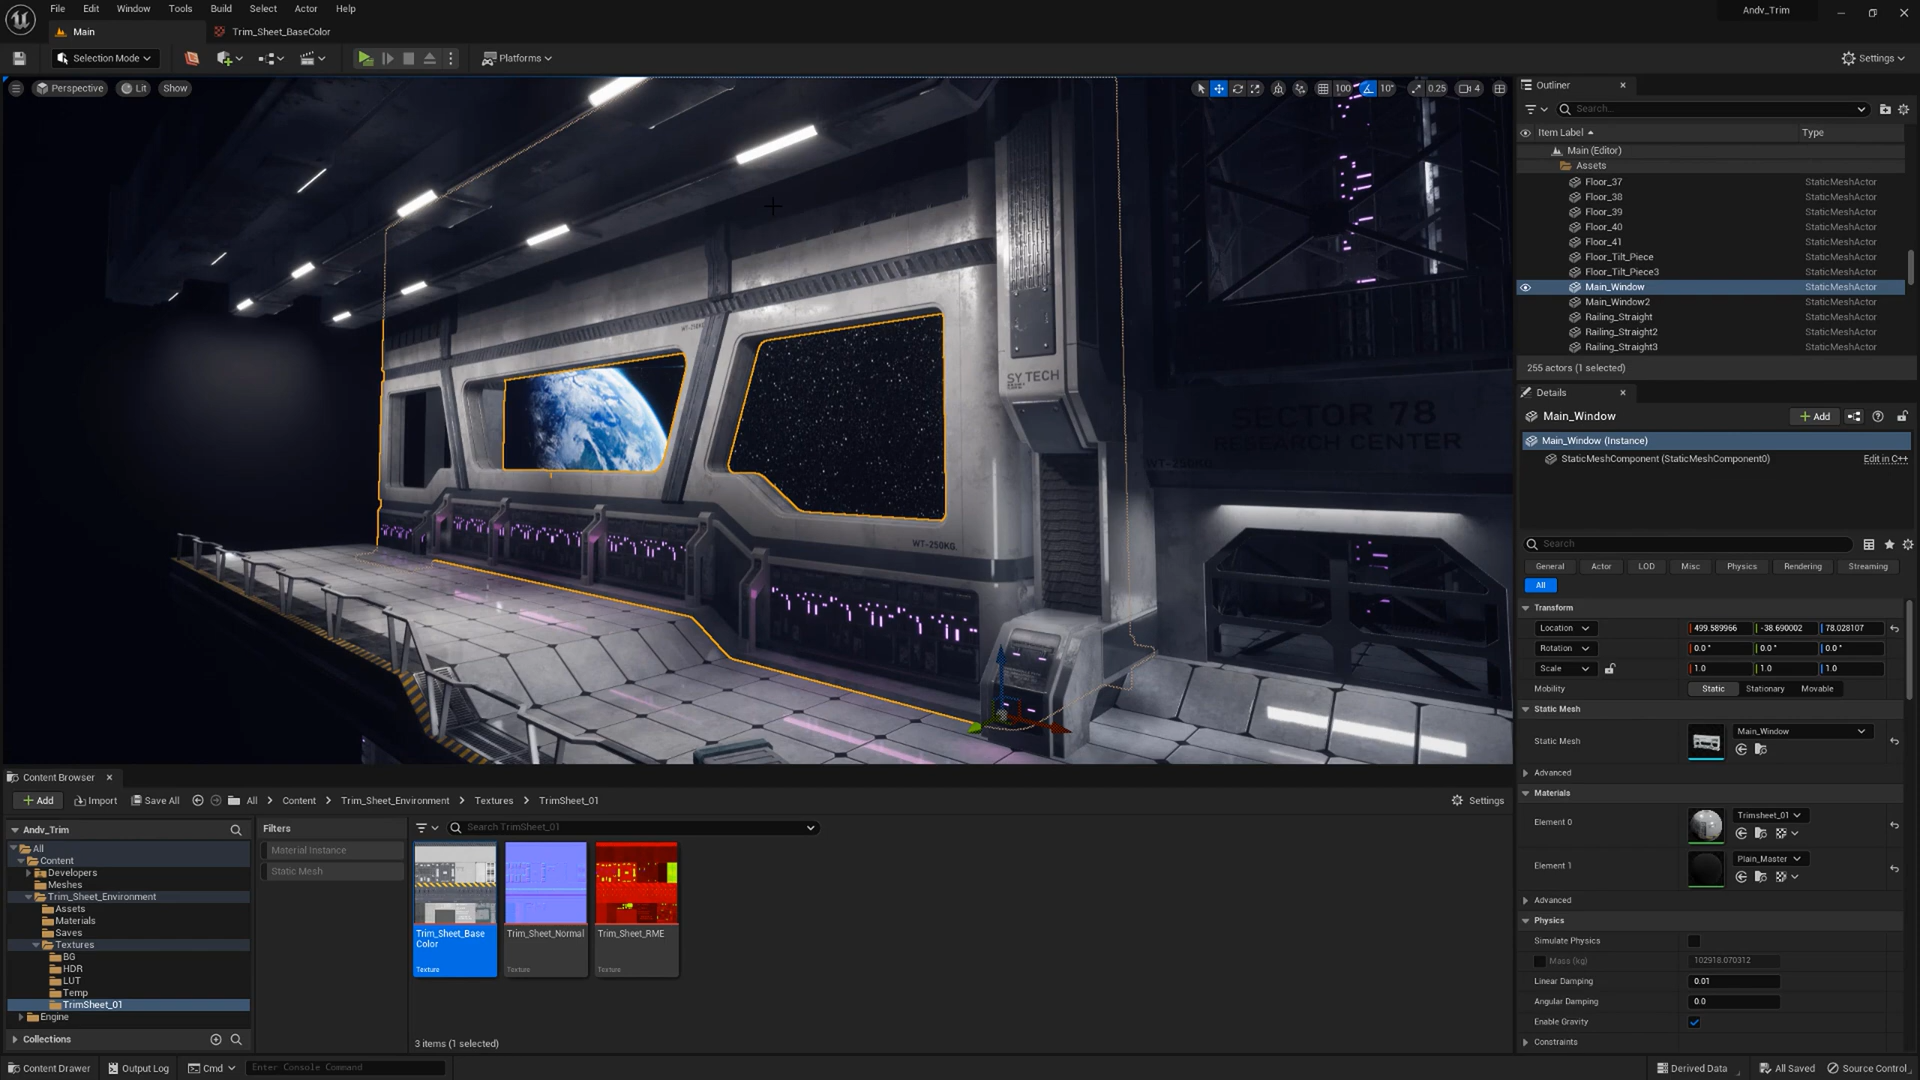 File Edit Window Tools Build Select Actor Help
Andv_Trim
Main
Trim_Sheet_BaseColor
Selection Mode
Platforms
Settings
Perspective Lit Show
100 10° 0.25 4
SY TECH
SECTOR 78
RESEARCH CENTER
WT-250KG.
Outliner
Search...
Item Label Type
Main (Editor)
Assets
Floor_37 StaticMeshActor
Floor_38 StaticMeshActor
Floor_39 StaticMeshActor
Floor_40 StaticMeshActor
Floor_41 StaticMeshActor
Floor_Tilt_Piece StaticMeshActor
Floor_Tilt_Piece3 StaticMeshActor
Main_Window StaticMeshActor
Main_Window2 StaticMeshActor
Railing_Straight StaticMeshActor
Railing_Straight2 StaticMeshActor
Railing_Straight3 StaticMeshActor
255 actors (1 selected)
Details
Main_Window
Add
Main_Window (Instance)
StaticMeshComponent (StaticMeshComponent0) Edit in C++
Search
General Actor LOD Misc Physics Rendering Streaming
All
Transform
Location 499.589966 -38.690002 78.028107
Rotation 0.0° 0.0° 0.0°
Scale 1.0 1.0 1.0
Mobility Static Stationary Movable
Static Mesh
Static Mesh Main_Window
Advanced
Materials
Element 0 Trimsheet_01
Element 1 Plain_Master
Advanced
Physics
Simulate Physics
Mass (kg) 102918.070312
Linear Damping 0.01
Angular Damping 0.0
Enable Gravity
Constraints
Content Browser
Add Import Save All All Content Trim_Sheet_Environment Textures TrimSheet_01
Settings
Andv_Trim
All
Content
Developers
Meshes
Trim_Sheet_Environment
Assets
Materials
Saves
Textures
BG
HDR
LUT
Temp
TrimSheet_01
Engine
Collections
Filters
Material Instance
Static Mesh
Search TrimSheet_01
Trim_Sheet_Base
Color
Texture
Trim_Sheet_Normal
Texture
Trim_Sheet_RME
Texture
3 items (1 selected)
Content Drawer Output Log Cmd Enter Console Command
Derived Data All Saved Source Control